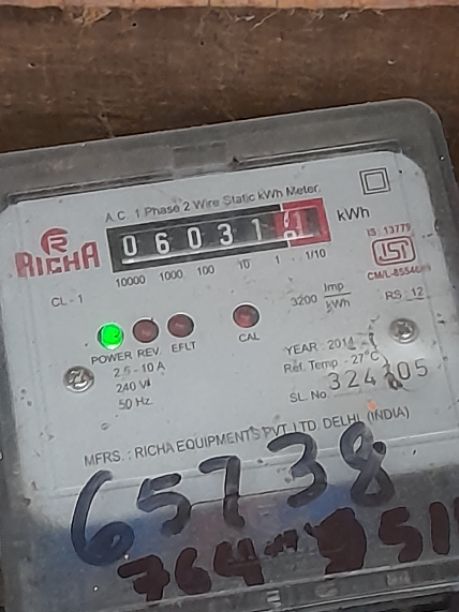 A.C. 1 Phase 2 Wire Static kWh Meter.
RICHA
0 6 0 3 1
kWh
10000 1000 100 10 1 1/10
IS: 13779
ISI
CL - 1
3200 Imp/kWh
RS: 12
POWER REV. EFLT
CAL
2.5 - 10 A
240 V
50 Hz.
YEARR : 2014
Ref. Temp. - 27°C
SL. No.
MFRS. : RICHA EQUIPMENTS PVT. LTD. DELHI. (INDIA)
65738